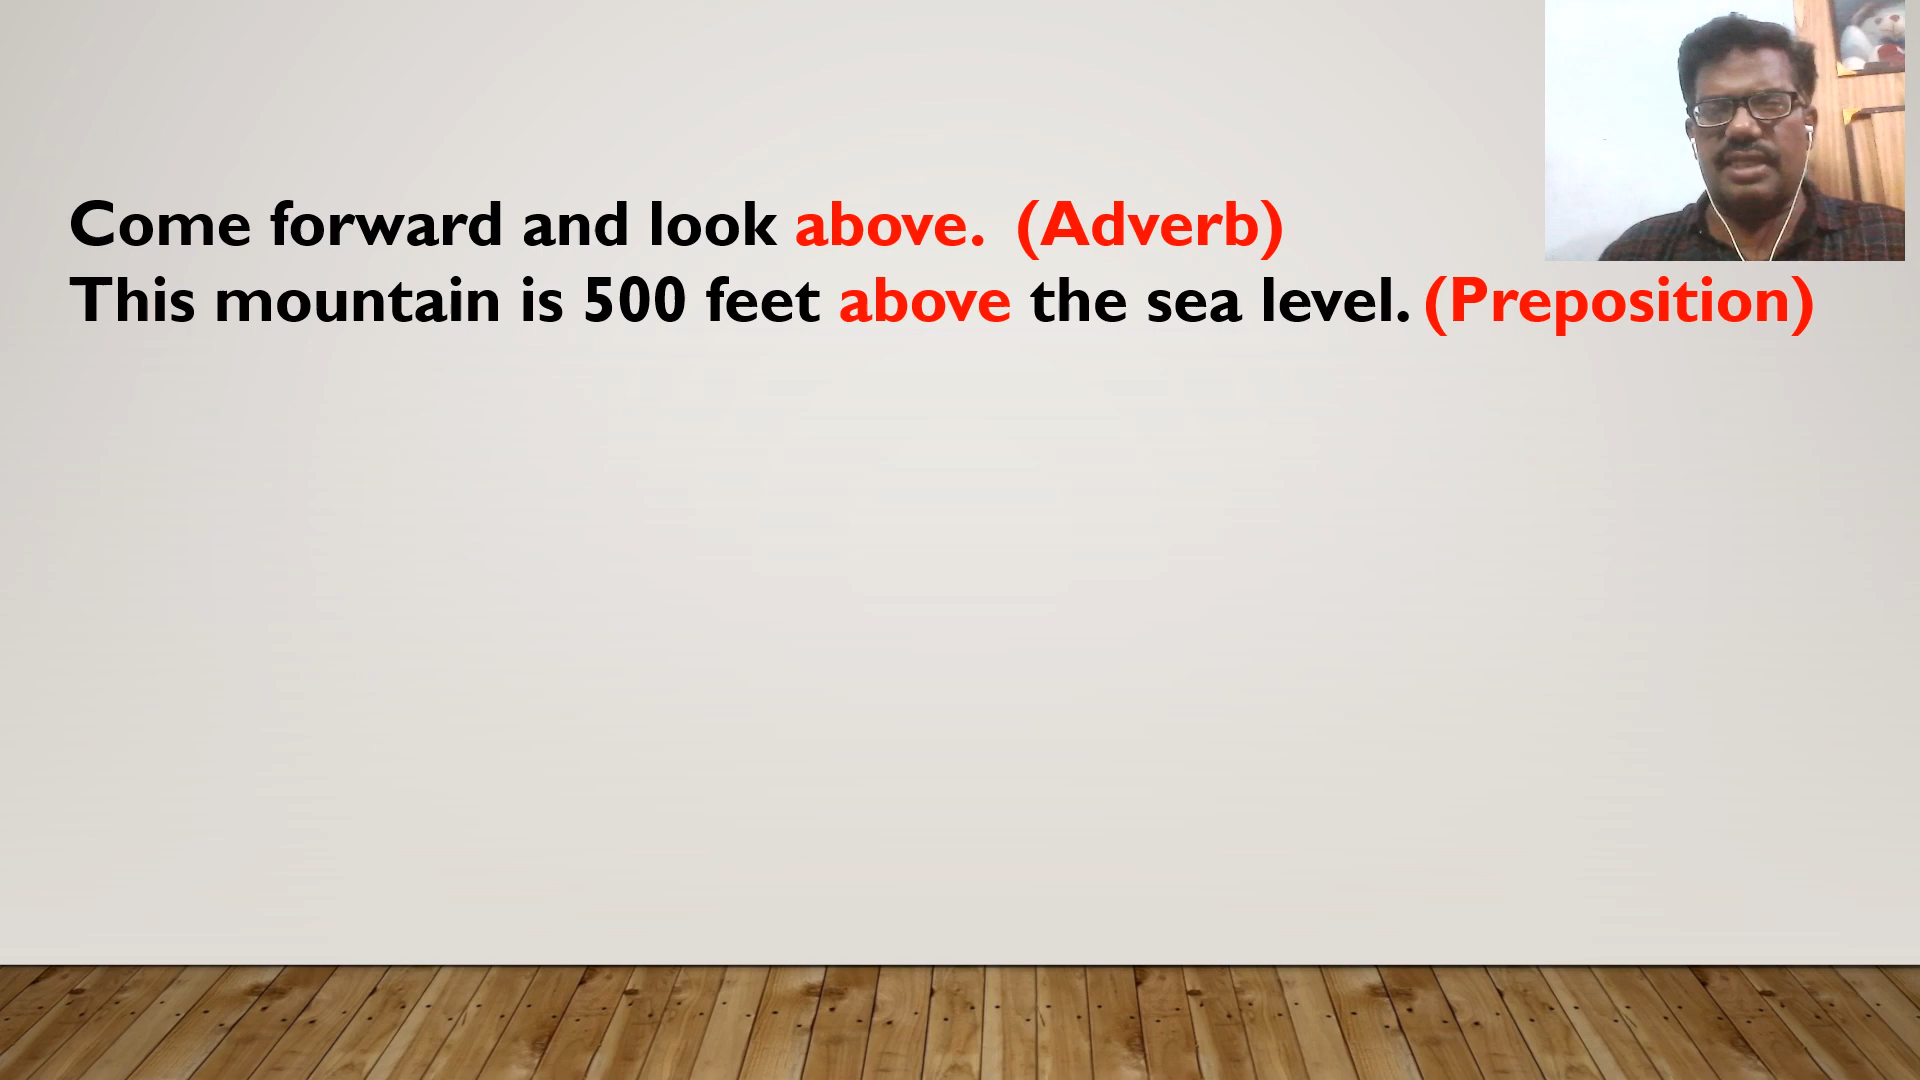 Come forward and look above. (Adverb)
This mountain is 500 feet above the sea level. (Preposition)